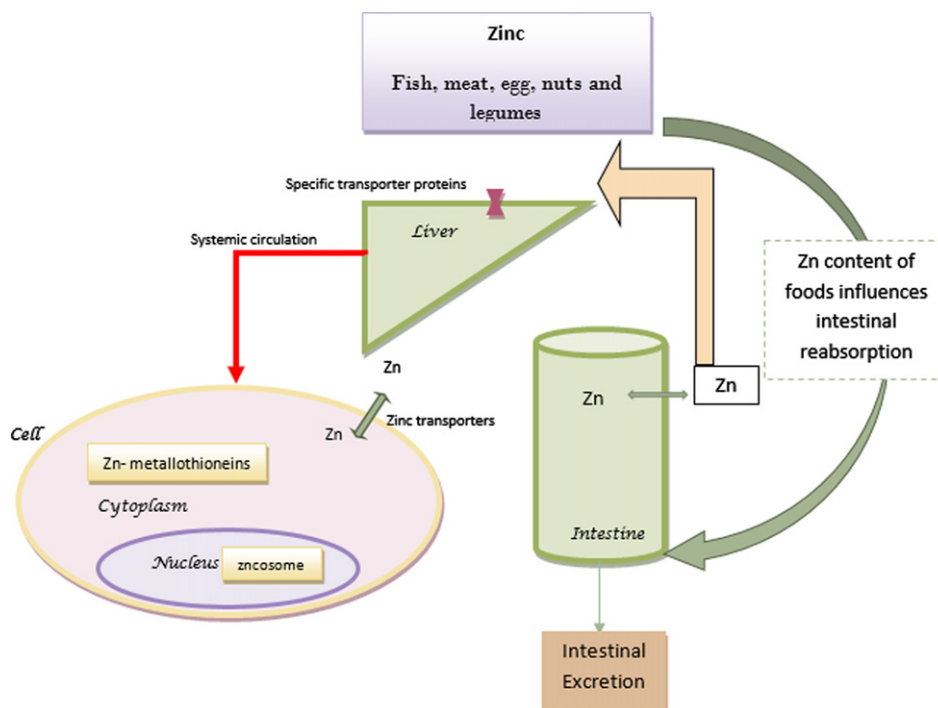 Zinc
Fish, meat, egg, nuts and
legumes
Specific transporter proteins
Liver
Systemic circulation
Zn content of
foods influences
intestinal
reabsorption
Zn
Zn
Zn
Zinc transporters
Zn
Cell
Zn- metallothioneins
Cytoplasm
Nucleus
zncosome
Intestine
Intestinal
Excretion